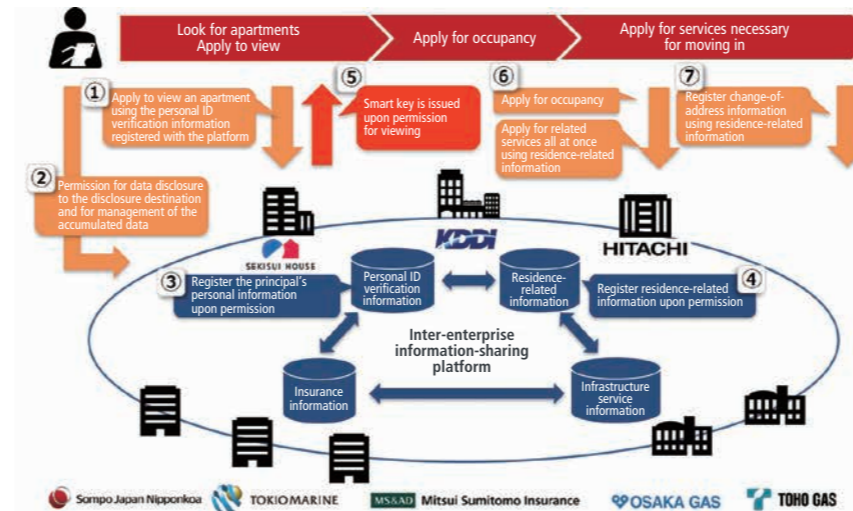 Look for apartments
Apply to view
Apply for occupancy
Apply for services necessary
for moving in
①
Apply to view an apartment
using the personal ID
verification information
registered with the platform
⑤
Smart key is issued
upon permission
for viewing
⑥
Apply for occupancy
Apply for related
services all at once
using residence-related
information
⑦
Register change-of-
address information
using residence-related
information
②
Permission for data disclosure
to the disclosure destination
and for management of the
accumulated data
SEKISUI HOUSE
KDDI
HITACHI
③
Register the principal's
personal information
upon permission
Personal ID
verification
information
Residence-
related
information
④
Register residence-related
information upon permission
Inter-enterprise
information-sharing
platform
Insurance
information
Infrastructure
service
information
Sompo Japan Nipponkoa
TOKIOMARINE
MS&AD Mitsui Sumitomo Insurance
OSAKA GAS
TOHO GAS